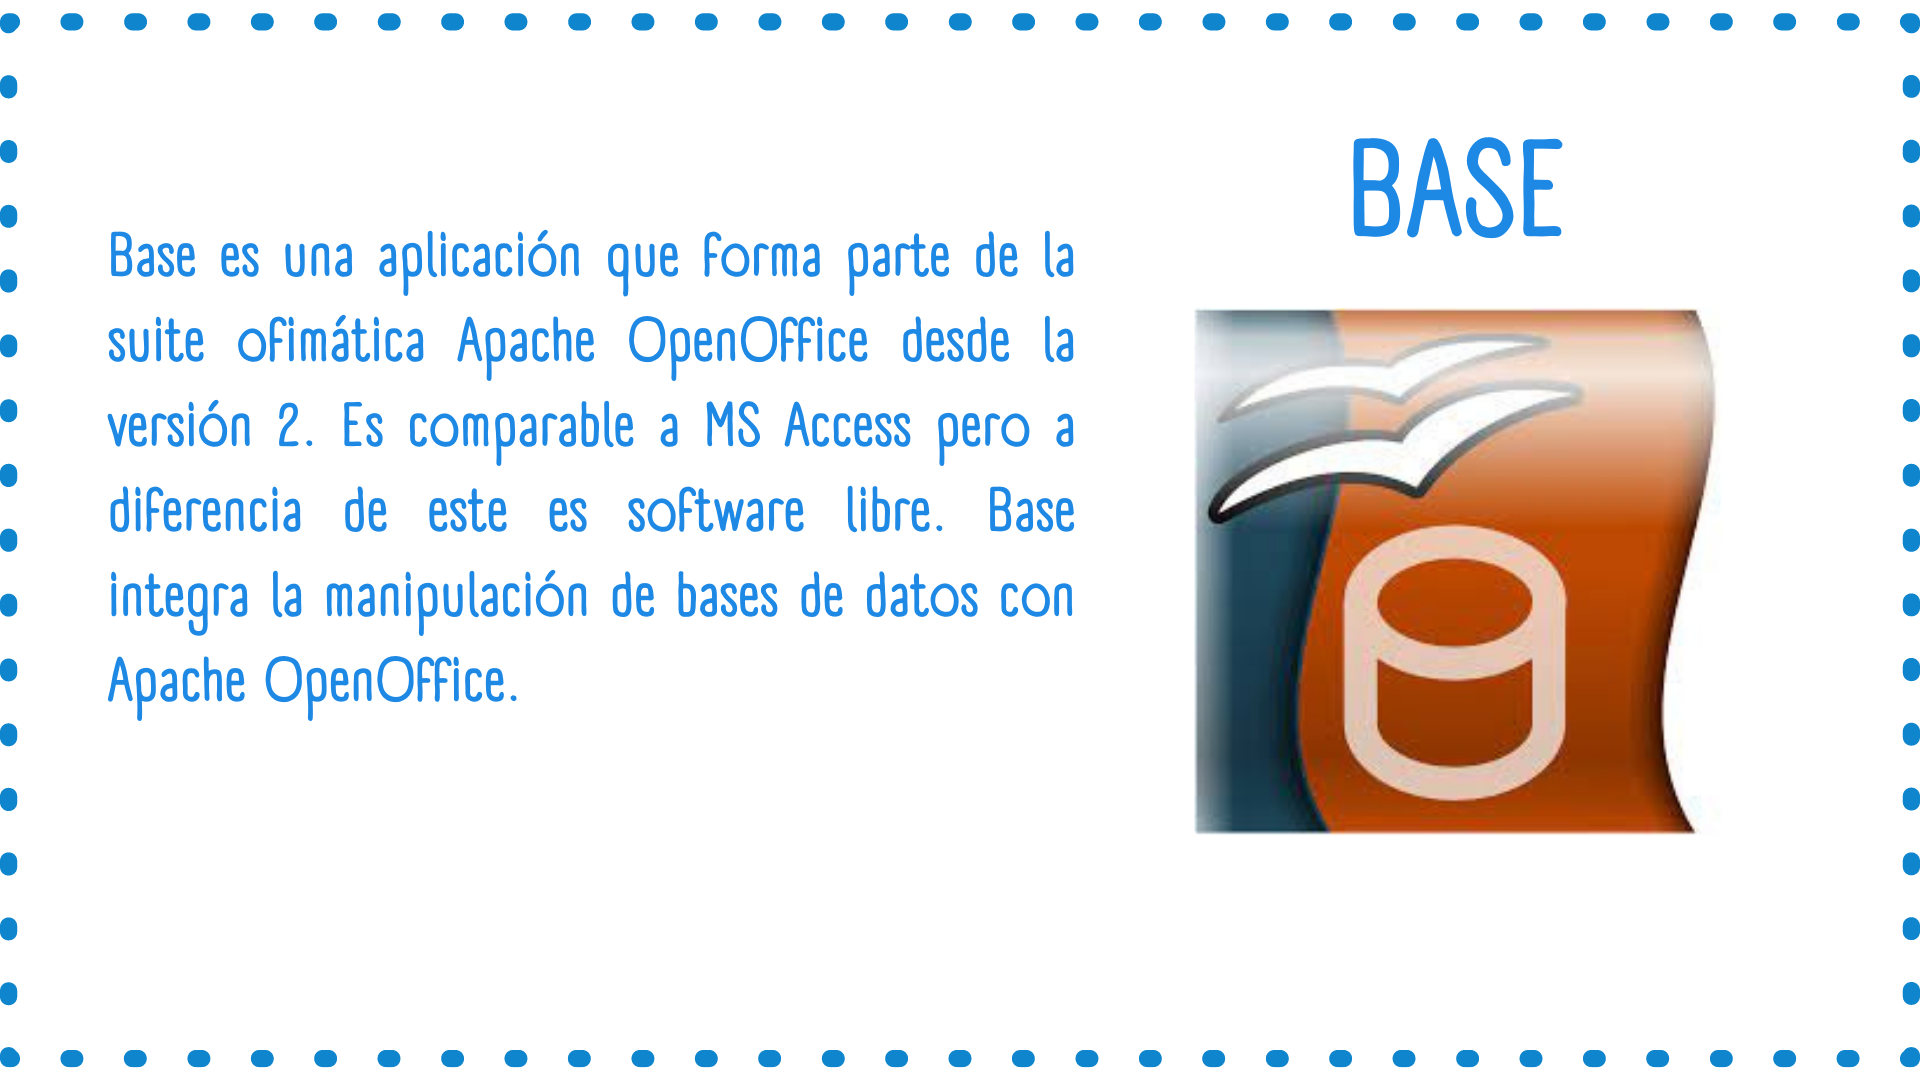 BASE
Base es una aplicación que forma parte de la
suite ofimática Apache OpenOffice desde la
versión 2. Es comparable a MS Access pero a
diferencia de este es software libre. Base
integra la manipulación de bases de datos con
Apache OpenOffice.